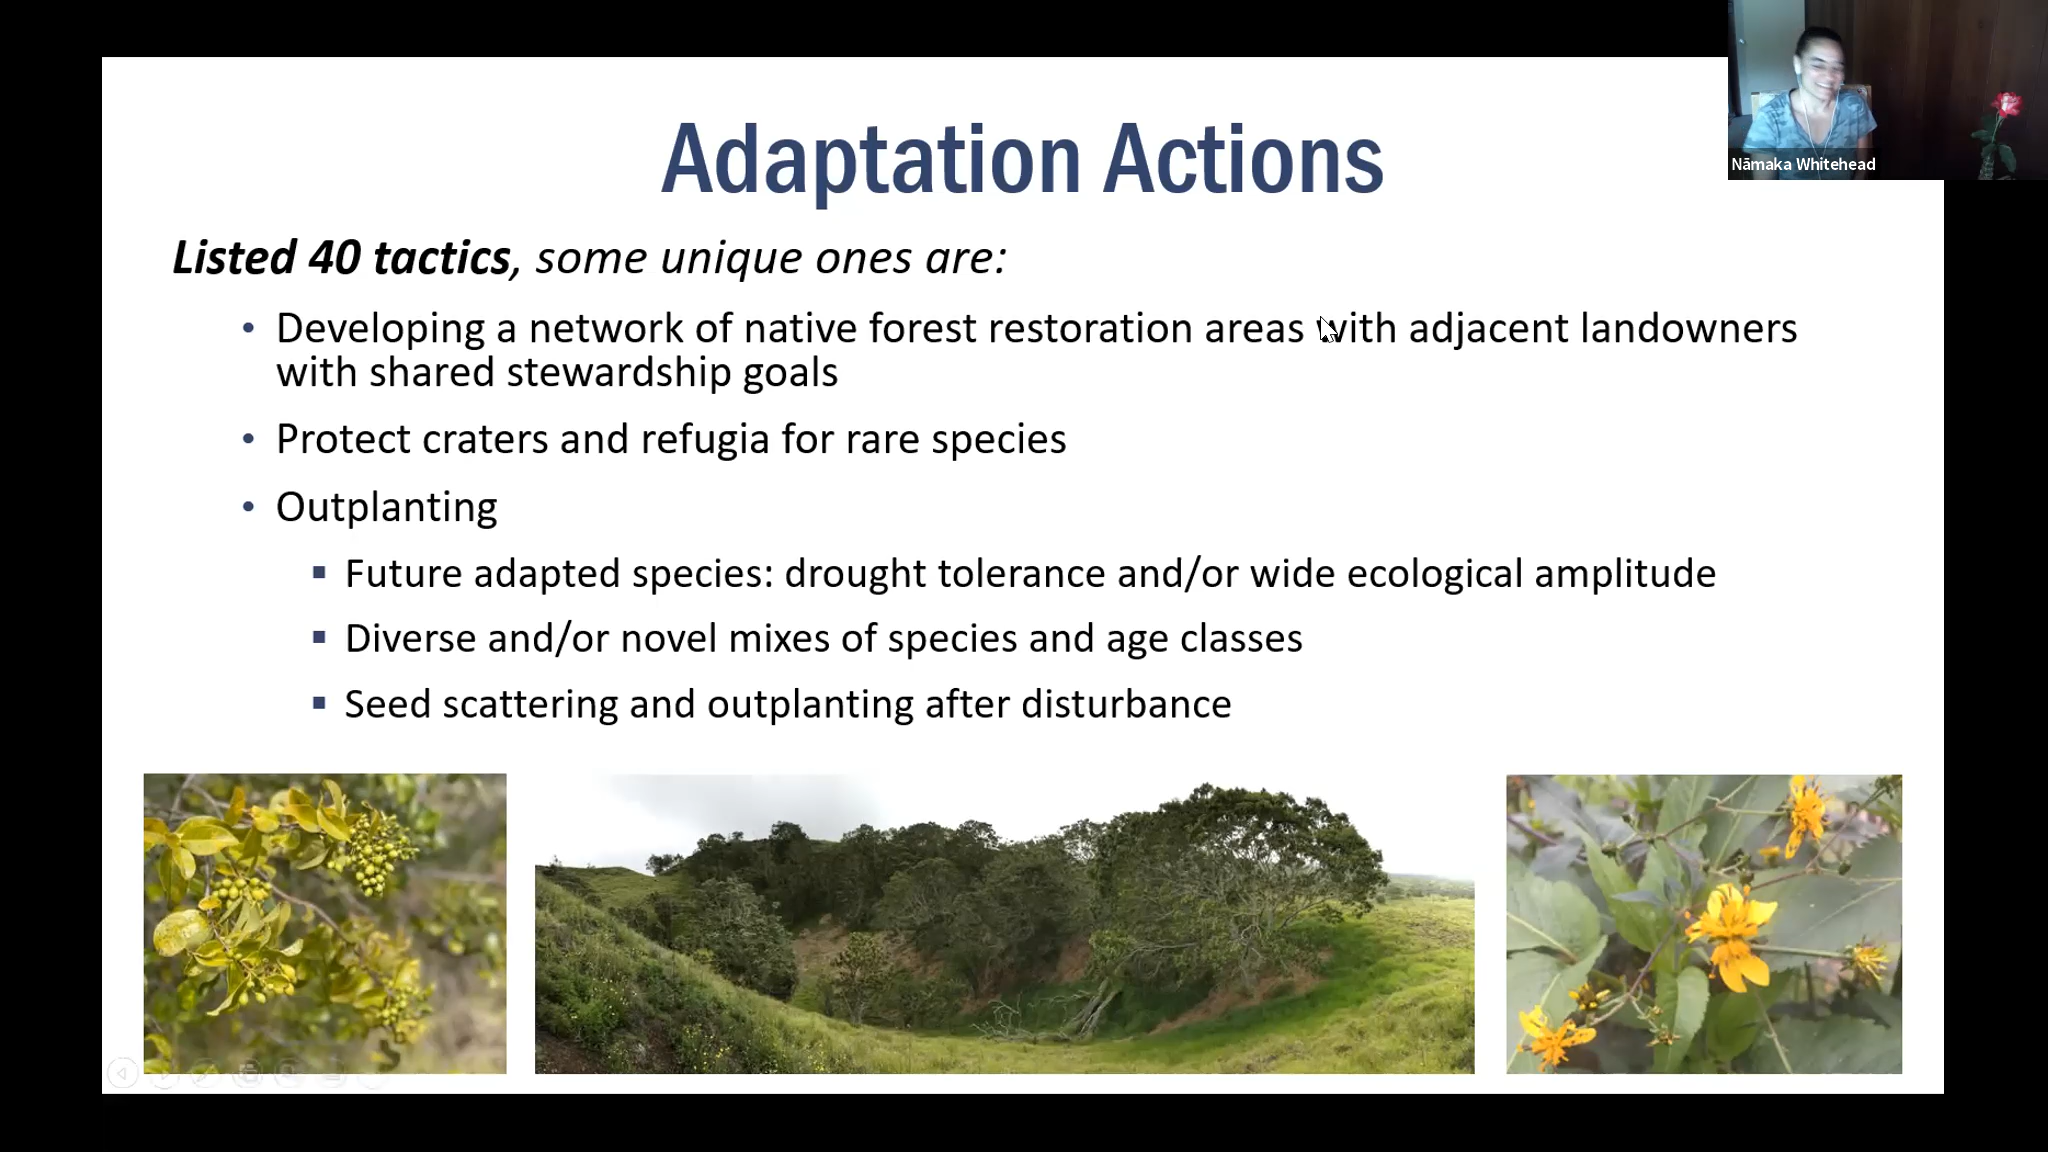 Adaptation Actions
Nāmaka Whitehead
Listed 40 tactics, some unique ones are:
• Developing a network of native forest restoration areas with adjacent landowners
with shared stewardship goals
• Protect craters and refugia for rare species
• Outplanting
▪ Future adapted species: drought tolerance and/or wide ecological amplitude
▪ Diverse and/or novel mixes of species and age classes
▪ Seed scattering and outplanting after disturbance